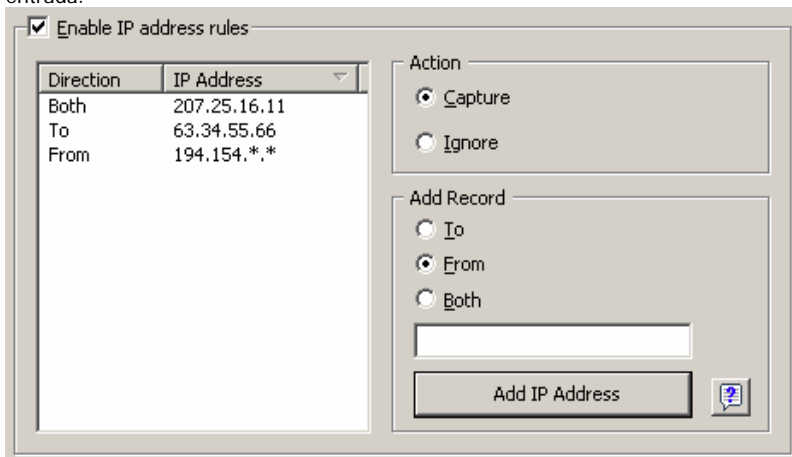 entrada.
Enable IP address rules
Direction IP Address
Both 207.25.16.11
To 63.34.55.66
From 194.154.*.*
Action
Capture
Ignore
Add Record
To
From
Both
Add IP Address